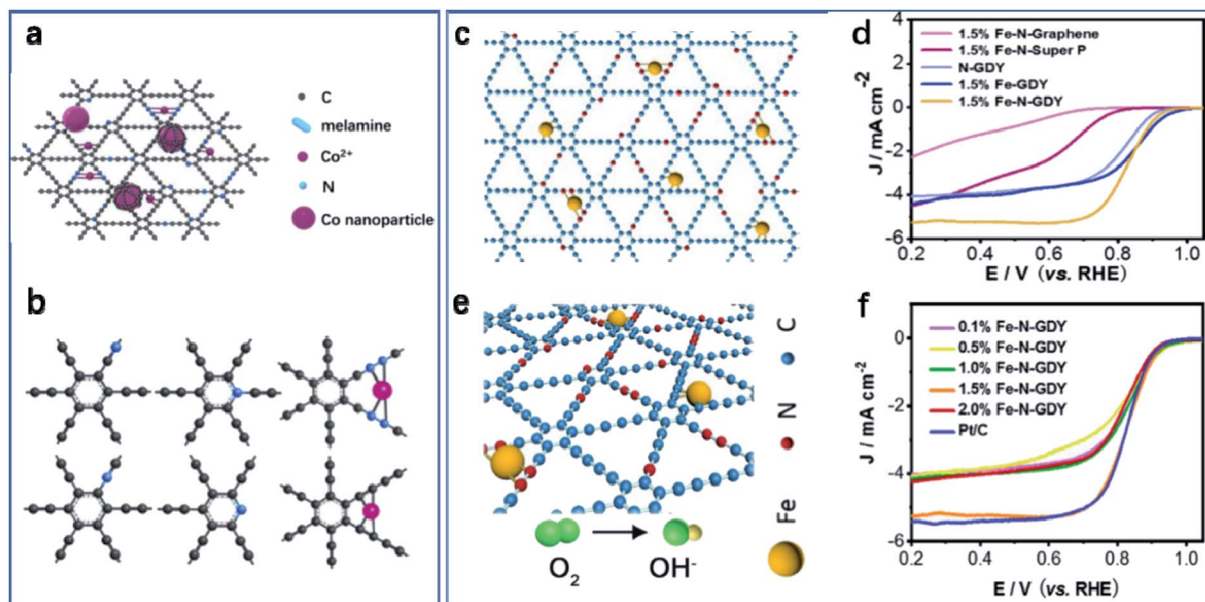 a
C
melamine
Co²⁺
N
Co nanoparticle
b
c
d
J / mA cm⁻²
4
2
0
−2
−4
−6
1.5% Fe-N-Graphene
1.5% Fe-N-Super P
N-GDY
1.5% Fe-GDY
1.5% Fe-N-GDY
0.2 0.4 0.6 0.8 1.0
E / V (vs. RHE)
e
C
N
Fe
O₂ OH⁻
f
J / mA cm⁻²
0
−2
−4
−6
0.1% Fe-N-GDY
0.5% Fe-N-GDY
1.0% Fe-N-GDY
1.5% Fe-N-GDY
2.0% Fe-N-GDY
Pt/C
0.2 0.4 0.6 0.8 1.0
E / V (vs. RHE)